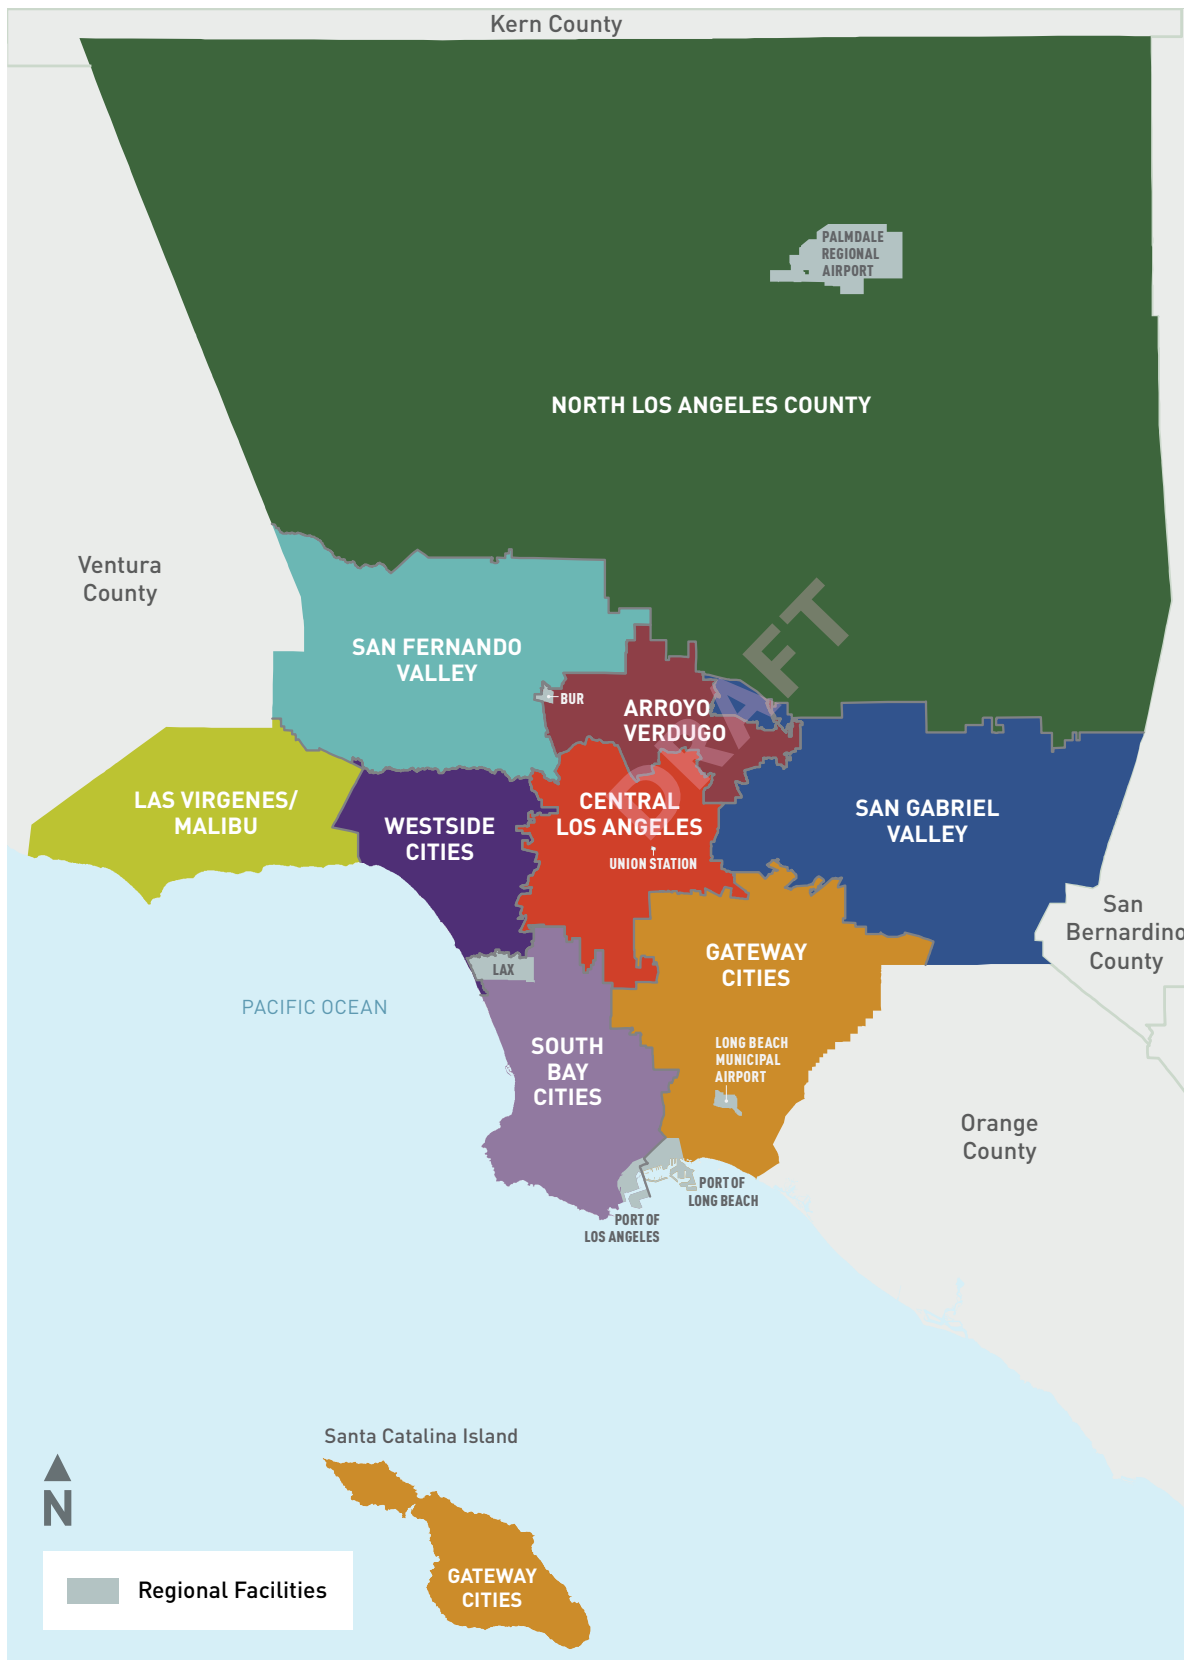 Kern County
PALMDALE
REGIONAL
AIRPORT
NORTH LOS ANGELES COUNTY
Ventura
County
SAN FERNANDO
VALLEY
BUR
ARROYO
VERDUGO
DRAFT
LAS VIRGENES/
MALIBU
WESTSIDE
CITIES
CENTRAL
LOS ANGELES
UNION STATION
SAN GABRIEL
VALLEY
San
Bernardino
County
GATEWAY
CITIES
LAX
PACIFIC OCEAN
SOUTH
BAY
CITIES
LONG BEACH
MUNICIPAL
AIRPORT
Orange
County
PORT OF
LONG BEACH
PORT OF
LOS ANGELES
Santa Catalina Island
GATEWAY
CITIES
N
Regional Facilities